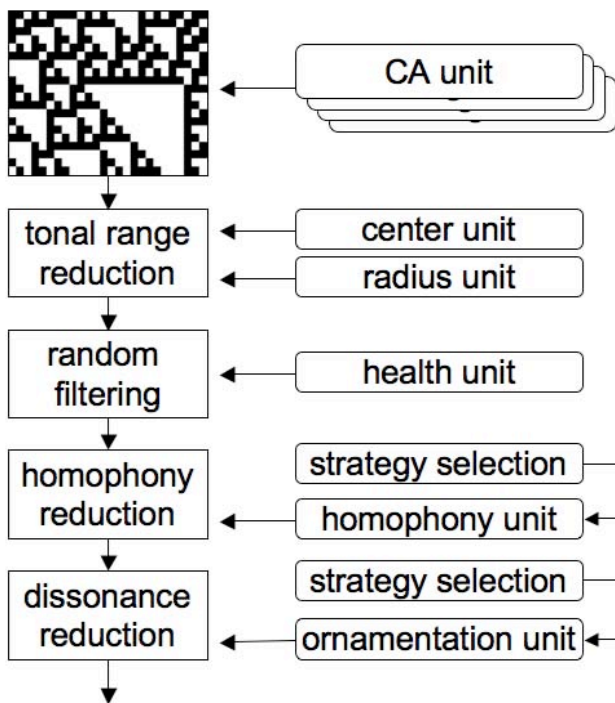 CA unit
tonal range
reduction
center unit
radius unit
random
filtering
health unit
homophony
reduction
strategy selection
homophony unit
dissonance
reduction
strategy selection
ornamentation unit